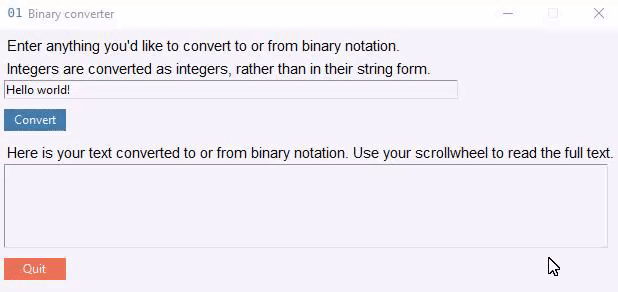 01 Binary converter
Enter anything you'd like to convert to or from binary notation.
Integers are converted as integers, rather than in their string form.
Hello world!
Convert
Here is your text converted to or from binary notation. Use your scrollwheel to read the full text.
Quit